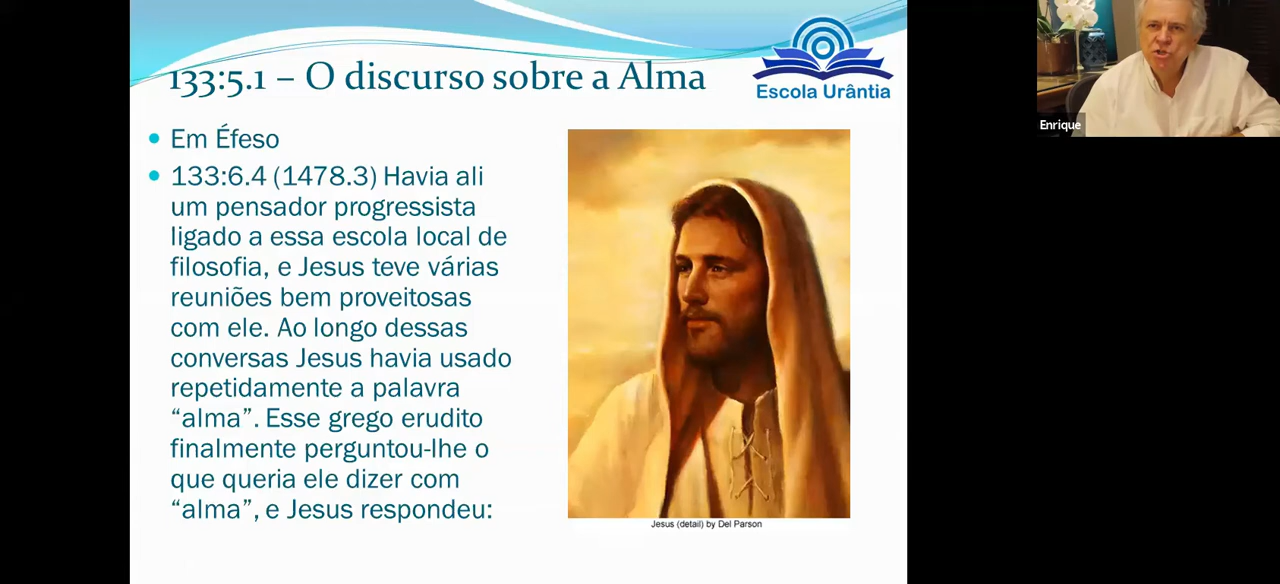 133:5.1 – O discurso sobre a Alma
Escola Urântia
Enrique
• Em Éfeso
• 133:6.4 (1478.3) Havia ali
um pensador progressista
ligado a essa escola local de
filosofia, e Jesus teve várias
reuniões bem proveitosas
com ele. Ao longo dessas
conversas Jesus havia usado
repetidamente a palavra
“alma”. Esse grego erudito
finalmente perguntou-lhe o
que queria ele dizer com
“alma”, e Jesus respondeu:
Jesus (detail) by Del Parson